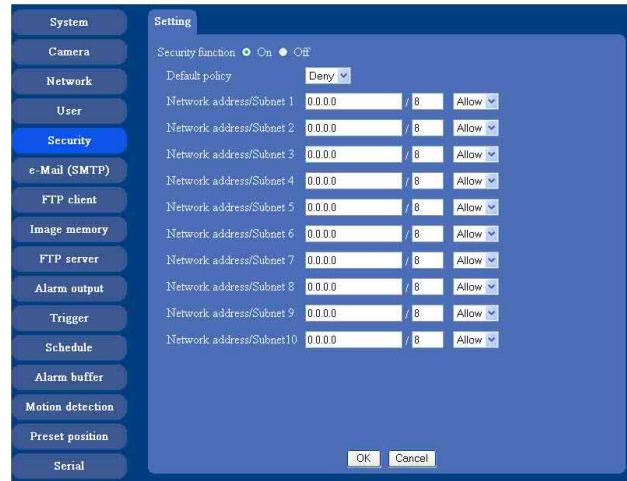 System
Camera
Network
User
Security
e-Mail (SMTP)
FTP client
Image memory
FTP server
Alarm output
Trigger
Schedule
Alarm buffer
Motion detection
Preset position
Serial
Setting
Security function On Off
Default policy Deny
Network address/Subnet 1 0.0.0.0 / 8 Allow
Network address/Subnet 2 0.0.0.0 / 8 Allow
Network address/Subnet 3 0.0.0.0 / 8 Allow
Network address/Subnet 4 0.0.0.0 / 8 Allow
Network address/Subnet 5 0.0.0.0 / 8 Allow
Network address/Subnet 6 0.0.0.0 / 8 Allow
Network address/Subnet 7 0.0.0.0 / 8 Allow
Network address/Subnet 8 0.0.0.0 / 8 Allow
Network address/Subnet 9 0.0.0.0 / 8 Allow
Network address/Subnet10 0.0.0.0 / 8 Allow
OK Cancel